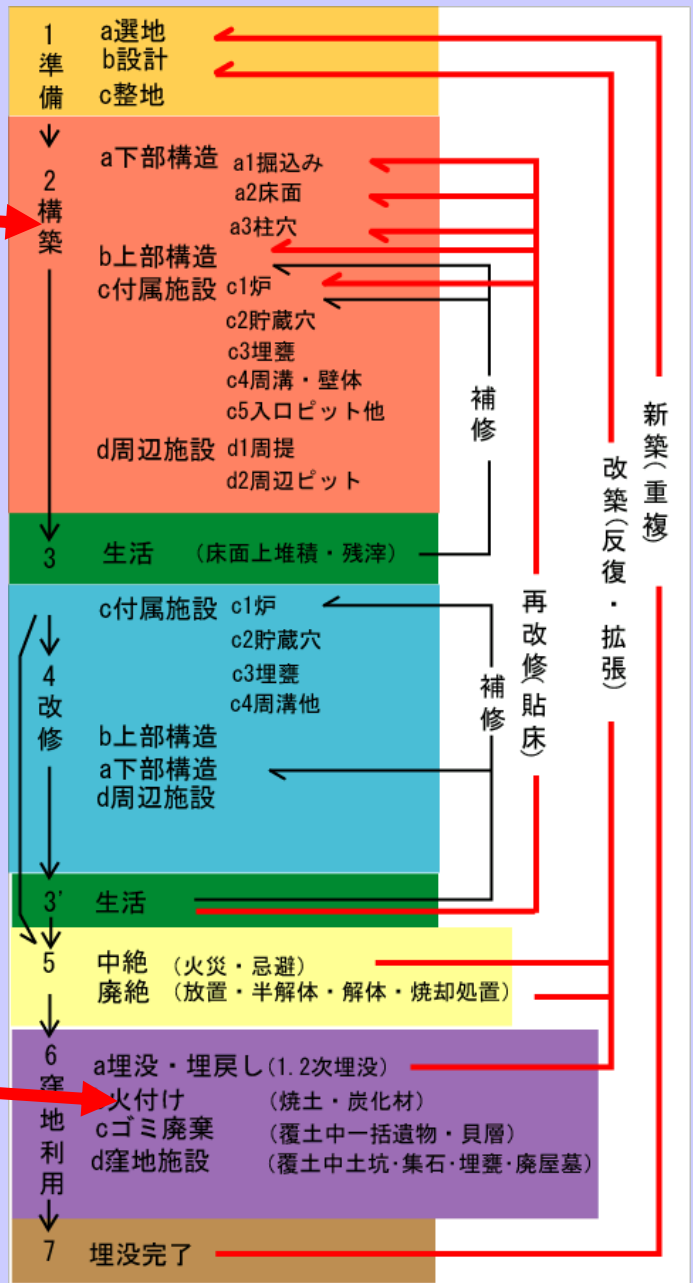 1
準備
a選地
b設計
c整地
2
構築
a下部構造
a1掘込み
a2床面
a3柱穴
b上部構造
c付属施設
c1炉
c2貯蔵穴
c3埋甕
c4周溝・壁体
c5入口ピット他
d周辺施設
d1周提
d2周辺ピット
補修
3
生活
(床面上堆積・残滓)
4
改修
c付属施設
c1炉
c2貯蔵穴
c3埋甕
c4周溝他
b上部構造
a下部構造
d周辺施設
補修
再改修(貼床)
改築(反復・拡張)
新築(重複)
3'
生活
5
中絶
(火災・忌避)
廃絶
(放置・半解体・解体・焼却処置)
6
窪地利用
a埋没・埋戻し
(1.2次埋没)
火付け
(焼土・炭化材)
cゴミ廃棄
(覆土中一括遺物・貝層)
d窪地施設
(覆土中土坑・集石・埋甕・廃屋墓)
7
埋没完了